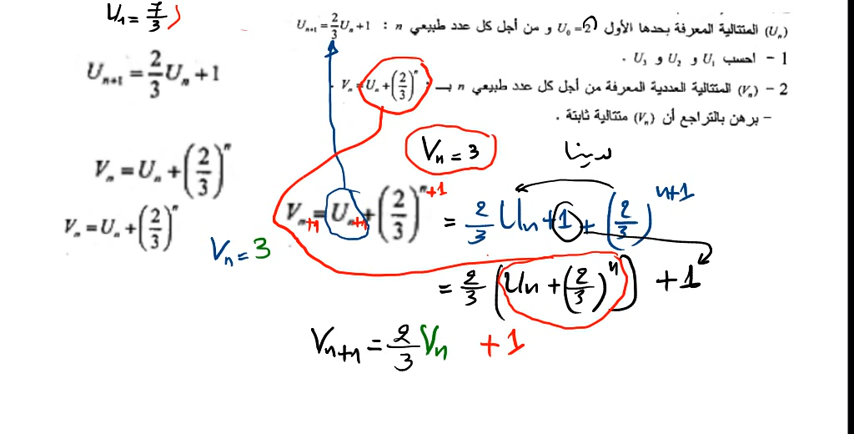 U₁ = 7/3
(Uₙ) المتتالية المعرفة بحدها الأول U₀ = 2 و من أجل كل عدد طبيعي n : Uₙ₊₁ = 2/3 Uₙ + 1
1 – احسب U₁ و U₂ و U₃ .
2 – (Vₙ) المتتالية العددية المعرفة من أجل كل عدد طبيعي n بـ Vₙ = Uₙ + (2/3)ⁿ .
– برهن بالتراجع أن (Vₙ) متتالية ثابتة .
Uₙ₊₁ = 2/3 Uₙ + 1
Vₙ = 3
لدينا
Vₙ = Uₙ + (2/3)ⁿ
Vₙ₊₁ = Uₙ₊₁ + (2/3)ⁿ⁺¹ = 2/3 Uₙ + 1 + (2/3)ⁿ⁺¹
Vₙ = Uₙ + (2/3)ⁿ
Vₙ = 3
= 2/3 (Uₙ + (2/3)ⁿ) + 1
Vₙ₊₁ = 2/3 Vₙ + 1